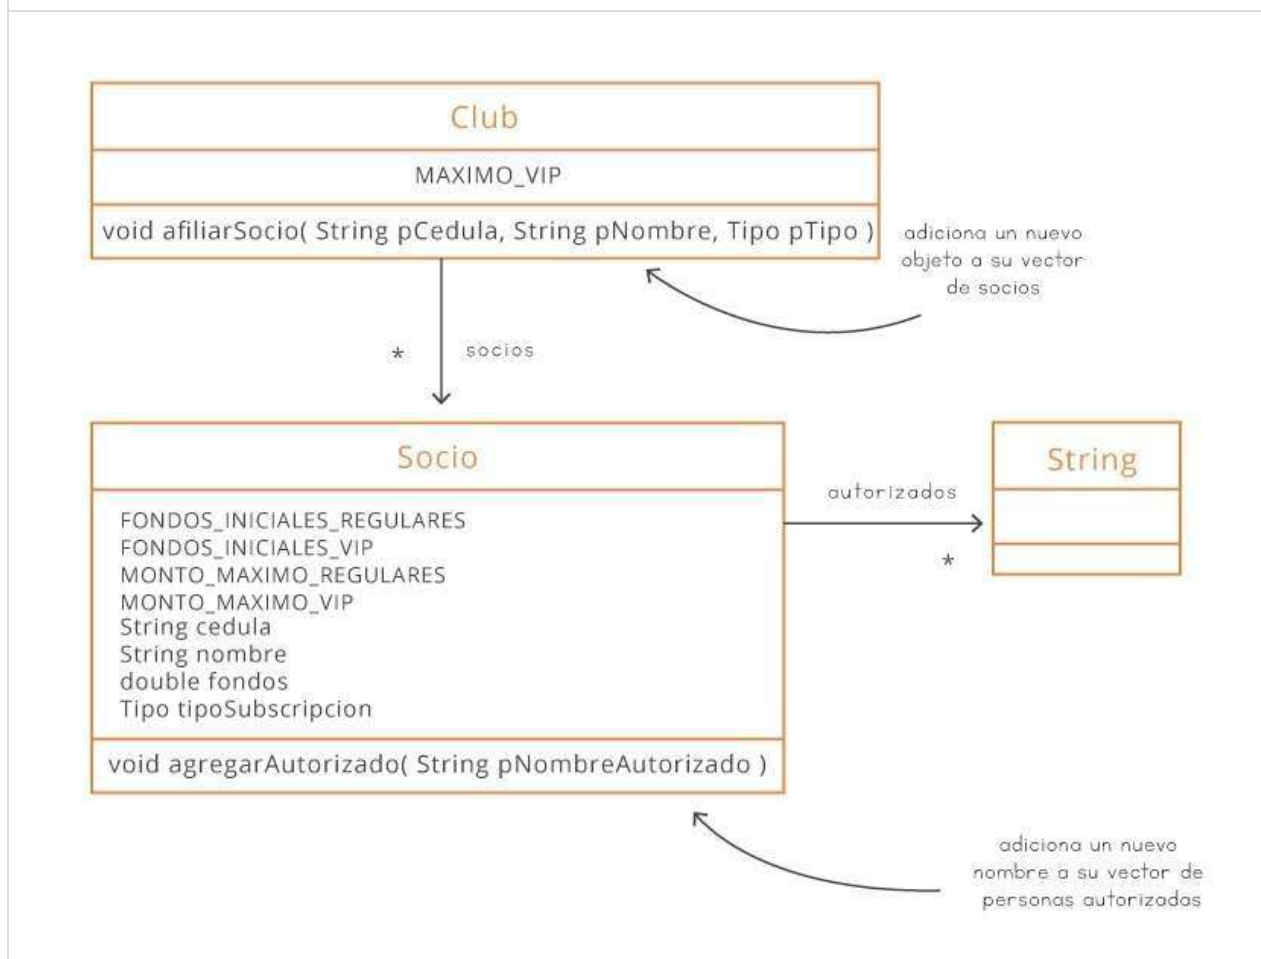 Club
MAXIMO_VIP
void afiliarSocio( String pCedula, String pNombre, Tipo pTipo )
adiciona un nuevo
objeto a su vector
de socios
*
socios
Socio
FONDOS_INICIALES_REGULARES
FONDOS_INICIALES_VIP
MONTO_MAXIMO_REGULARES
MONTO_MAXIMO_VIP
String cedula
String nombre
double fondos
Tipo tipoSubscripcion
void agregarAutorizado( String pNombreAutorizado )
autorizados
*
String
adiciona un nuevo
nombre a su vector de
personas autorizadas